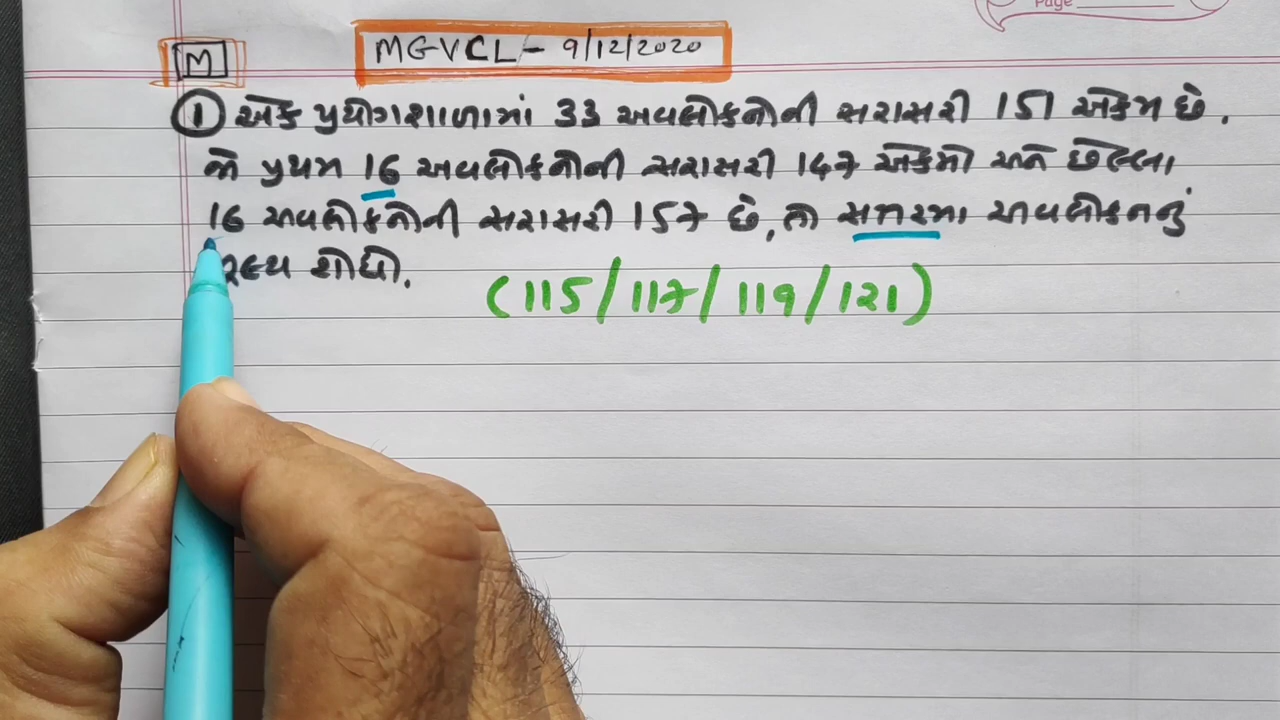 Page
M
MGVCL - 9/12/2020
① એક પ્રયોગશાળામાં 33 અવલોકનોની સરાસરી 151 એકમ છે.
જો પ્રથમ 16 અવલોકનોની સરાસરી 147 એકમો અને છેલ્લા
16 અવલોકનોની સરાસરી 157 છે, તો સત્તરમા અવલોકનનું
શોધો.
(115/117/119/121)